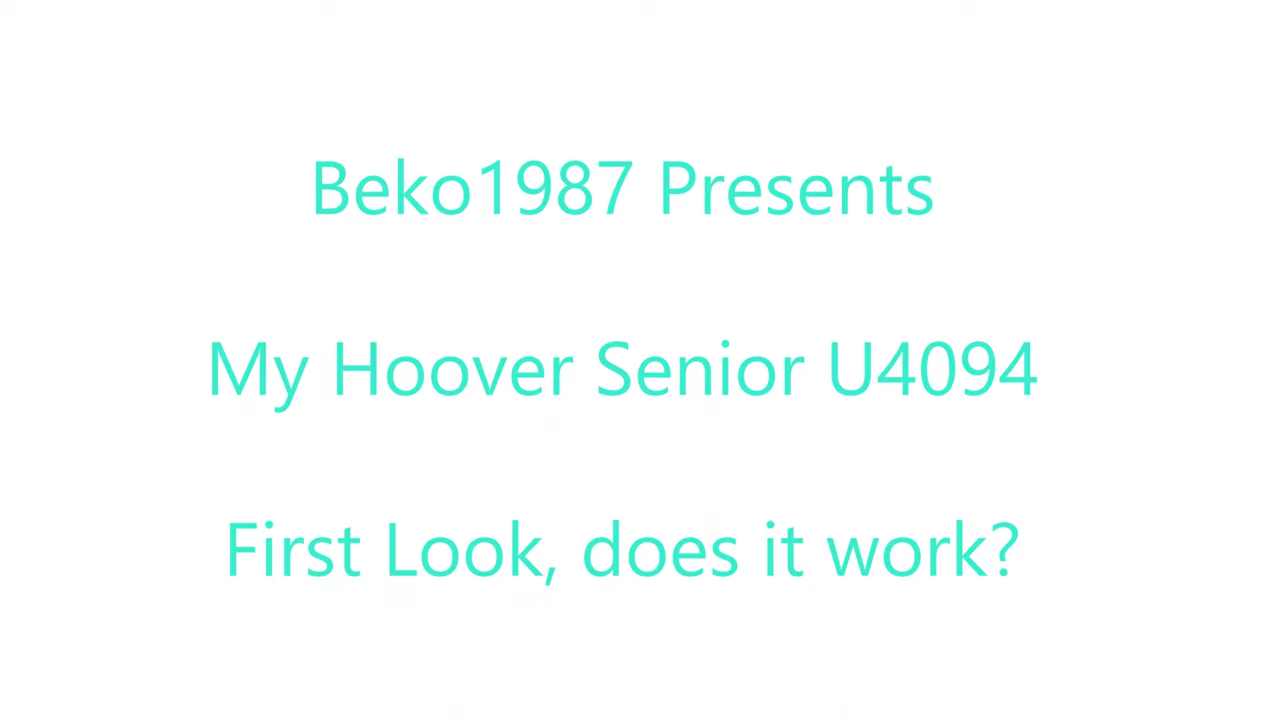 Beko1987 Presents
My Hoover Senior U4094
First Look, does it work?